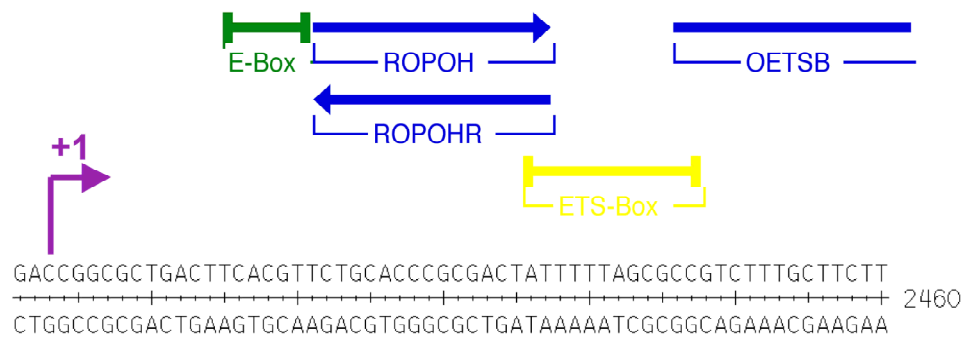 E-Box ROPOH OETSB
ROPOHR
+1
ETS-Box
GACCGGCGCTGACTTCACGTTCTGCACCCGCGACTATTTTTAGCGCCGTCTTTGCTTCTT
2460
CTGGCCGCGACTGAAGTGCAAGACGTGGGCGCTGATAAAAATCGCGGCAGAAACGAAGAA